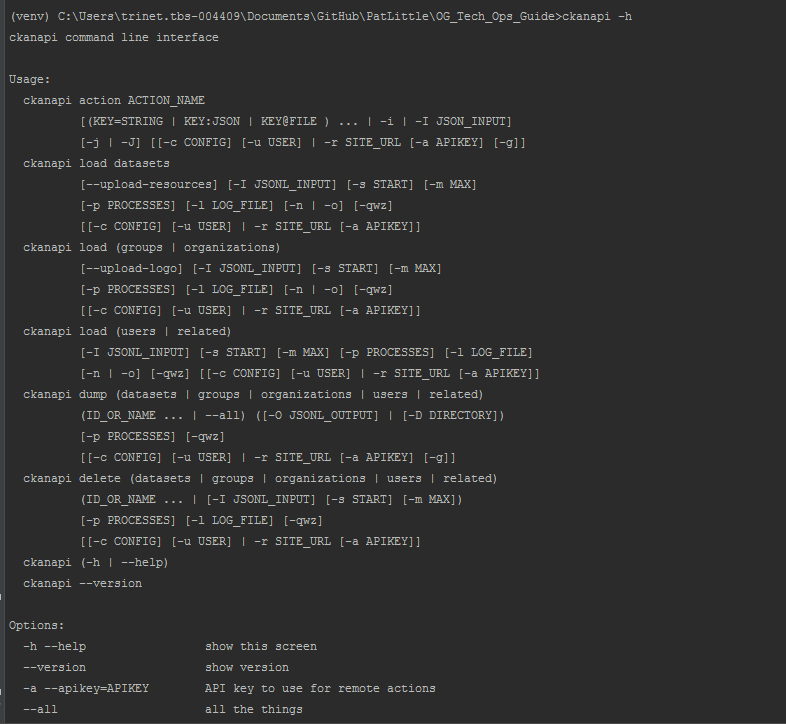 (venv) C:\Users\trinet.tbs-004409\Documents\GitHub\PatLittle\OG_Tech_Ops_Guide>ckanapi -h
ckanapi command line interface
Usage:
ckanapi action ACTION_NAME
[(KEY=STRING | KEY:JSON | KEY@FILE ) ... | -i | -I JSON_INPUT]
[-j | -J] [[-c CONFIG] [-u USER] | -r SITE_URL [-a APIKEY] [-g]]
ckanapi load datasets
[--upload-resources] [-I JSONL_INPUT] [-s START] [-m MAX]
[-p PROCESSES] [-l LOG_FILE] [-n | -o] [-qwz]
[[-c CONFIG] [-u USER] | -r SITE_URL [-a APIKEY]]
ckanapi load (groups | organizations)
[--upload-logo] [-I JSONL_INPUT] [-s START] [-m MAX]
[-p PROCESSES] [-l LOG_FILE] [-n | -o] [-qwz]
[[-c CONFIG] [-u USER] | -r SITE_URL [-a APIKEY]]
ckanapi load (users | related)
[-I JSONL_INPUT] [-s START] [-m MAX] [-p PROCESSES] [-l LOG_FILE]
[-n | -o] [-qwz] [[-c CONFIG] [-u USER] | -r SITE_URL [-a APIKEY]]
ckanapi dump (datasets | groups | organizations | users | related)
(ID_OR_NAME ... | --all) ([-O JSONL_OUTPUT] | [-D DIRECTORY])
[-p PROCESSES] [-qwz]
[[-c CONFIG] [-u USER] | -r SITE_URL [-a APIKEY] [-g]]
ckanapi delete (datasets | groups | organizations | users | related)
(ID_OR_NAME ... | [-I JSONL_INPUT] [-s START] [-m MAX])
[-p PROCESSES] [-l LOG_FILE] [-qwz]
[[-c CONFIG] [-u USER] | -r SITE_URL [-a APIKEY]]
ckanapi (-h | --help)
ckanapi --version
Options:
-h --help show this screen
--version show version
-a --apikey=APIKEY API key to use for remote actions
--all all the things